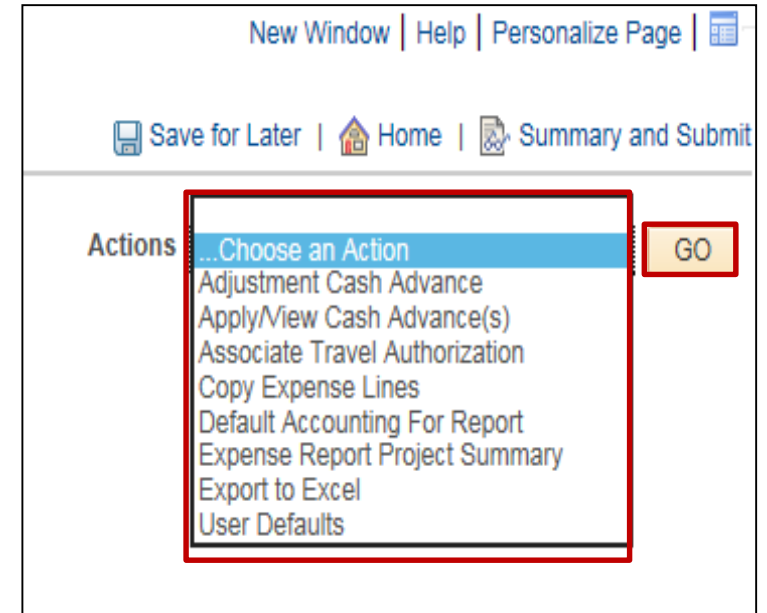 New Window | Help | Personalize Page |
Save for Later | Home | Summary and Submit
Actions
...Choose an Action
GO
Adjustment Cash Advance
Apply/View Cash Advance(s)
Associate Travel Authorization
Copy Expense Lines
Default Accounting For Report
Expense Report Project Summary
Export to Excel
User Defaults